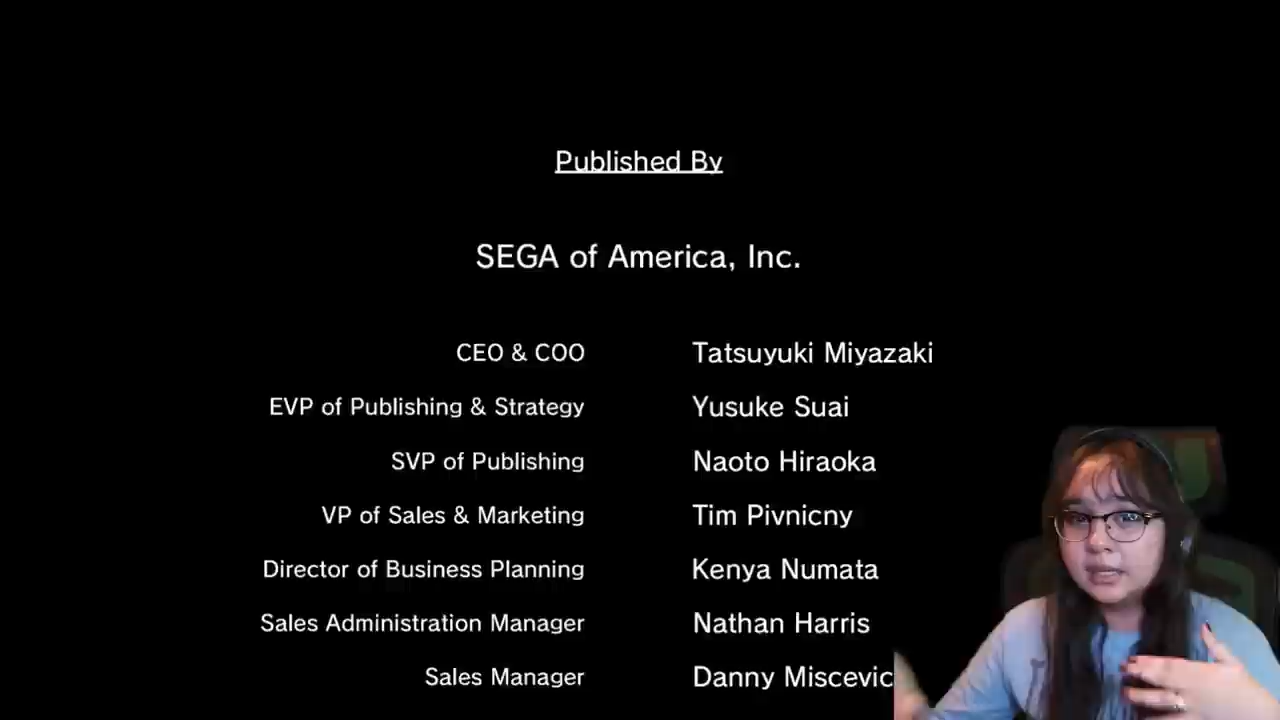 Published By
SEGA of America, Inc.
CEO & COO Tatsuyuki Miyazaki
EVP of Publishing & Strategy Yusuke Suai
SVP of Publishing Naoto Hiraoka
VP of Sales & Marketing Tim Pivnicny
Director of Business Planning Kenya Numata
Sales Administration Manager Nathan Harris
Sales Manager Danny Miscevic